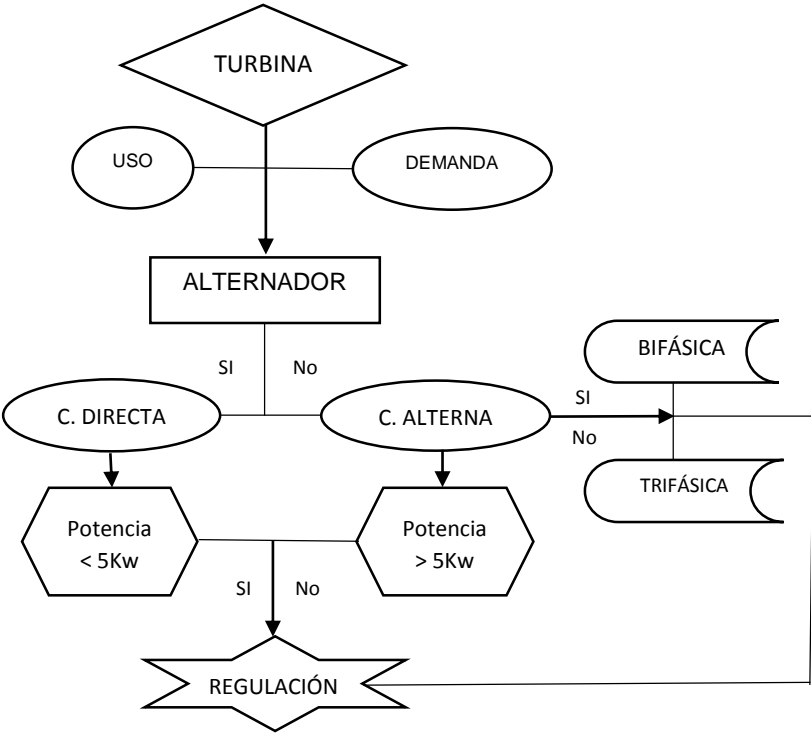 TURBINA
USO
DEMANDA
ALTERNADOR
SI
No
BIFÁSICA
C. DIRECTA
C. ALTERNA
SI
No
TRIFÁSICA
Potencia
< 5Kw
Potencia
> 5Kw
SI
No
REGULACIÓN